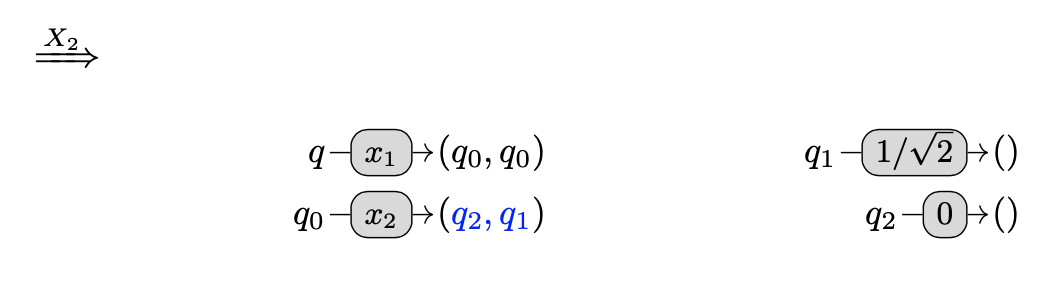 X₂
⟹
q –x₁→ (q₀, q₀)
q₁ –1/√2→ ()
q₀ –x₂→ (q₂, q₁)
q₂ –0→ ()